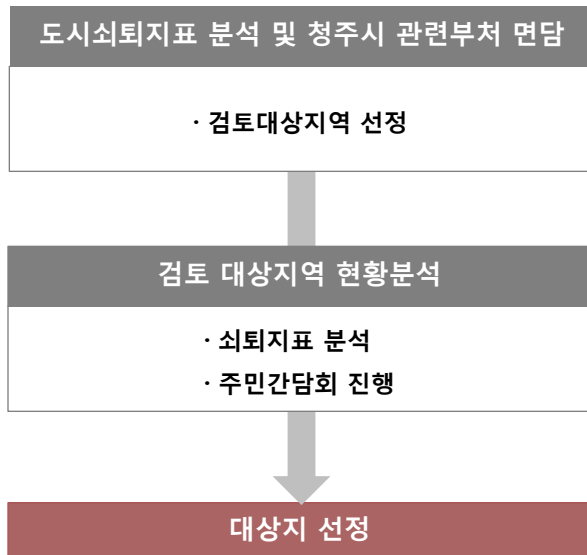 도시쇠퇴지표 분석 및 청주시 관련부처 면담
· 검토대상지역 선정
검토 대상지역 현황분석
· 쇠퇴지표 분석
· 주민간담회 진행
대상지 선정